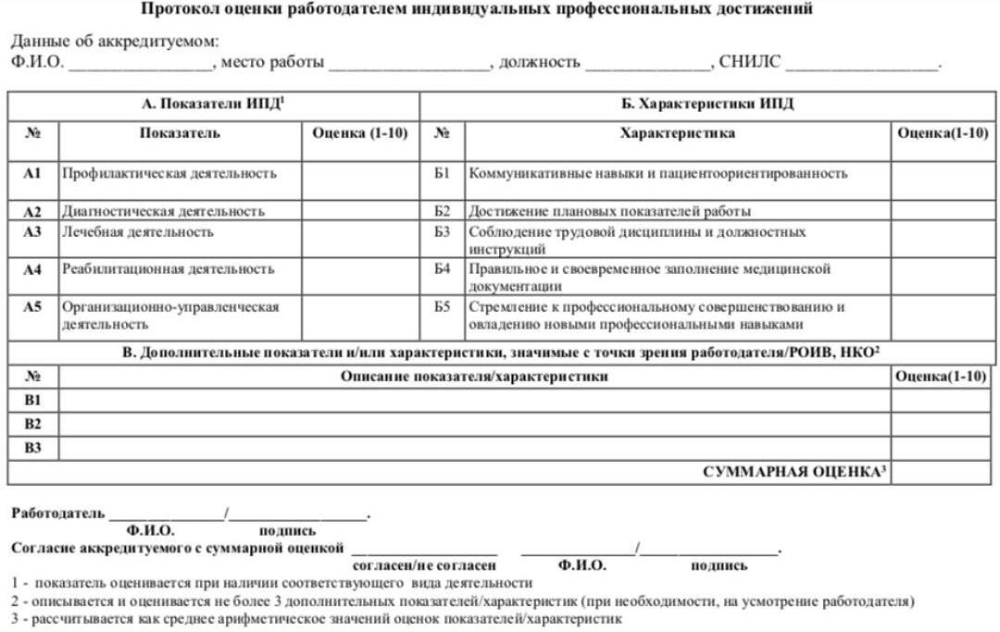 Протокол оценки работодателем индивидуальных профессиональных достижений
Данные об аккредитуемом:
Ф.И.О. ________________, место работы __________________, должность ______________, СНИЛС _________________.
А. Показатели ИПД¹ Б. Характеристики ИПД
№ Показатель Оценка (1-10) № Характеристика Оценка(1-10)
А1 Профилактическая деятельность Б1 Коммуникативные навыки и пациентоориентированность
А2 Диагностическая деятельность Б2 Достижение плановых показателей работы
А3 Лечебная деятельность Б3 Соблюдение трудовой дисциплины и должностных
инструкций
А4 Реабилитационная деятельность Б4 Правильное и своевременное заполнение медицинской
документации
А5 Организационно-управленческая Б5 Стремление к профессиональному совершенствованию и
деятельность овладению новыми профессиональными навыками
В. Дополнительные показатели и/или характеристики, значимые с точки зрения работодателя/РОИВ, НКО²
№ Описание показателя/характеристики Оценка(1-10)
В1
В2
В3
СУММАРНАЯ ОЦЕНКА³
Работодатель _______________/__________________.
Ф.И.О. подпись
Согласие аккредитуемого с суммарной оценкой ___________________ _______________/__________________.
согласен/не согласен Ф.И.О. подпись
1 - показатель оценивается при наличии соответствующего вида деятельности
2 - описывается и оценивается не более 3 дополнительных показателей/характеристик (при необходимости, на усмотрение работодателя)
3 - рассчитывается как среднее арифметическое значений оценок показателей/характеристик